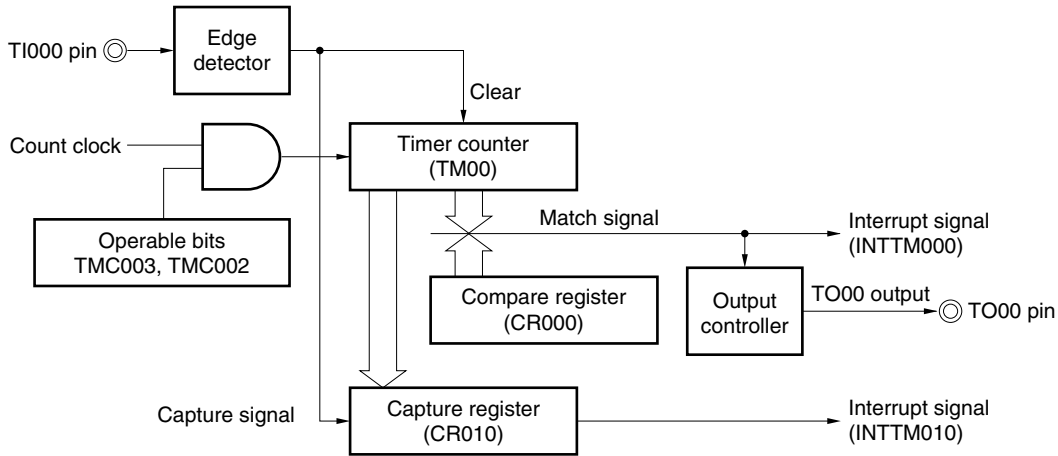 TI000 pin
Edge
detector
Clear
Count clock
Timer counter
(TM00)
Operable bits
TMC003, TMC002
Match signal
Interrupt signal
(INTTM000)
Compare register
(CR000)
Output
controller
TO00 output
TO00 pin
Capture signal
Capture register
(CR010)
Interrupt signal
(INTTM010)